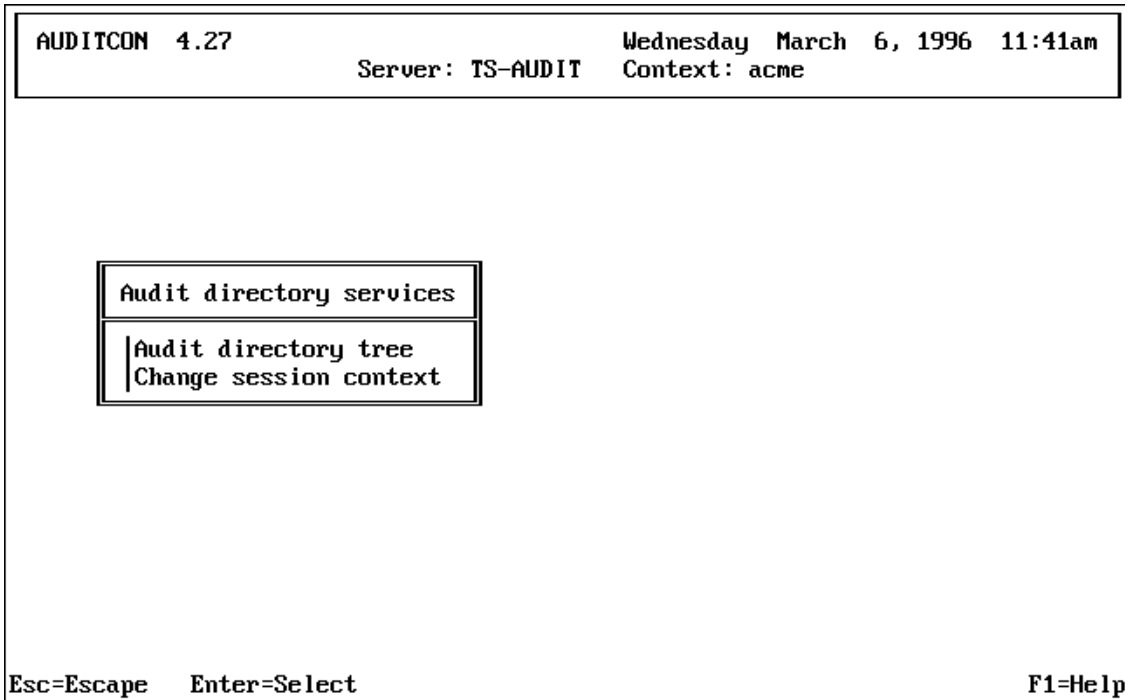 AUDITCON 4.27 Wednesday March 6, 1996 11:41am
Server: TS-AUDIT Context: acme
Audit directory services
Audit directory tree
Change session context
Esc=Escape Enter=Select F1=Help